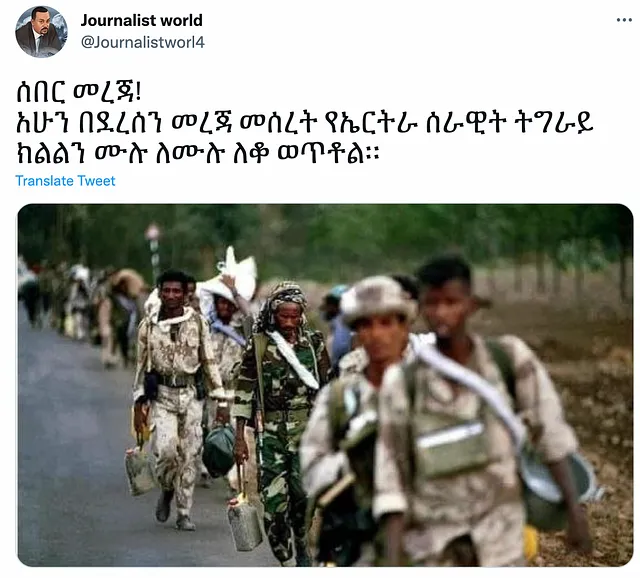 Journalist world
@Journalistworl4
ሰበር መረጃ!
አሁን በደረሰን መረጃ መሰረት የኤርትራ ሰራዊት ትግራይ
ክልልን ሙሉ ለሙሉ ለቆ ወጥቶል፡፡
Translate Tweet